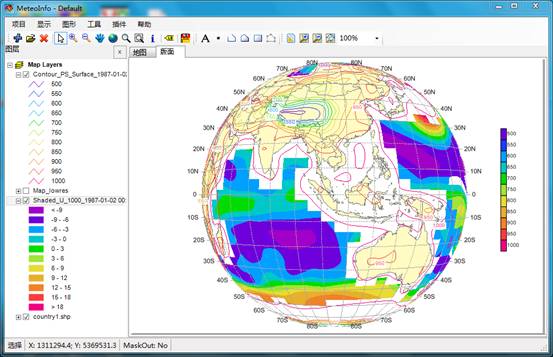 MeteoInfo - Default
项目 显示 图形 工具 插件 帮助
A 100%
图层 x 地图 版面
Map Layers
Contour_PS_Surface_1987-01-02
500
550
600
650
700
750
800
850
900
950
1000
Map_lowres
Shaded_U_1000_1987-01-02 00:
< -9
-9 - -6
-6 - -3
-3 - 0
0 - 3
3 - 6
6 - 9
9 - 12
12 - 15
15 - 18
> 18
country1.shp
80N 80N
70N 70N
60N 60N
50N 50N
40N 40N
30N 30N
20N 20N
10N 10N
0 0
10S 10S
20S 20S
30S 30S
40S 40S
50S 50S
60S 60S
70S 70S
80S 80S
500
550
600
650
700
750
800
850
900
950
1000
选择 X: 1311294.4; Y: 5369531.3 MaskOut: No